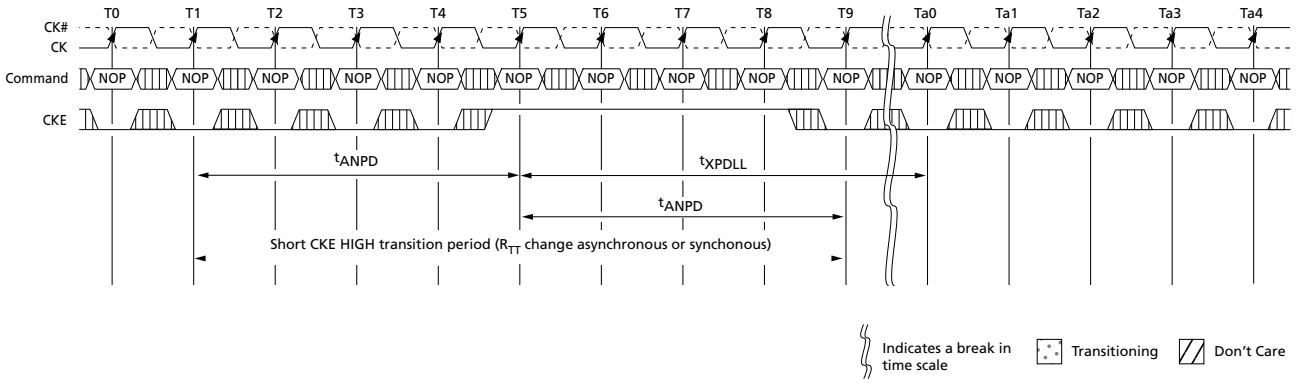 T0 T1 T2 T3 T4 T5 T6 T7 T8 T9 Ta0 Ta1 Ta2 Ta3 Ta4
CK#
CK
Command NOP NOP NOP NOP NOP NOP NOP NOP NOP NOP NOP NOP NOP NOP NOP
CKE
tANPD tXPDLL
tANPD
Short CKE HIGH transition period (RTT change asynchronous or synchonous)
Indicates a break in
time scale
Transitioning
Don't Care